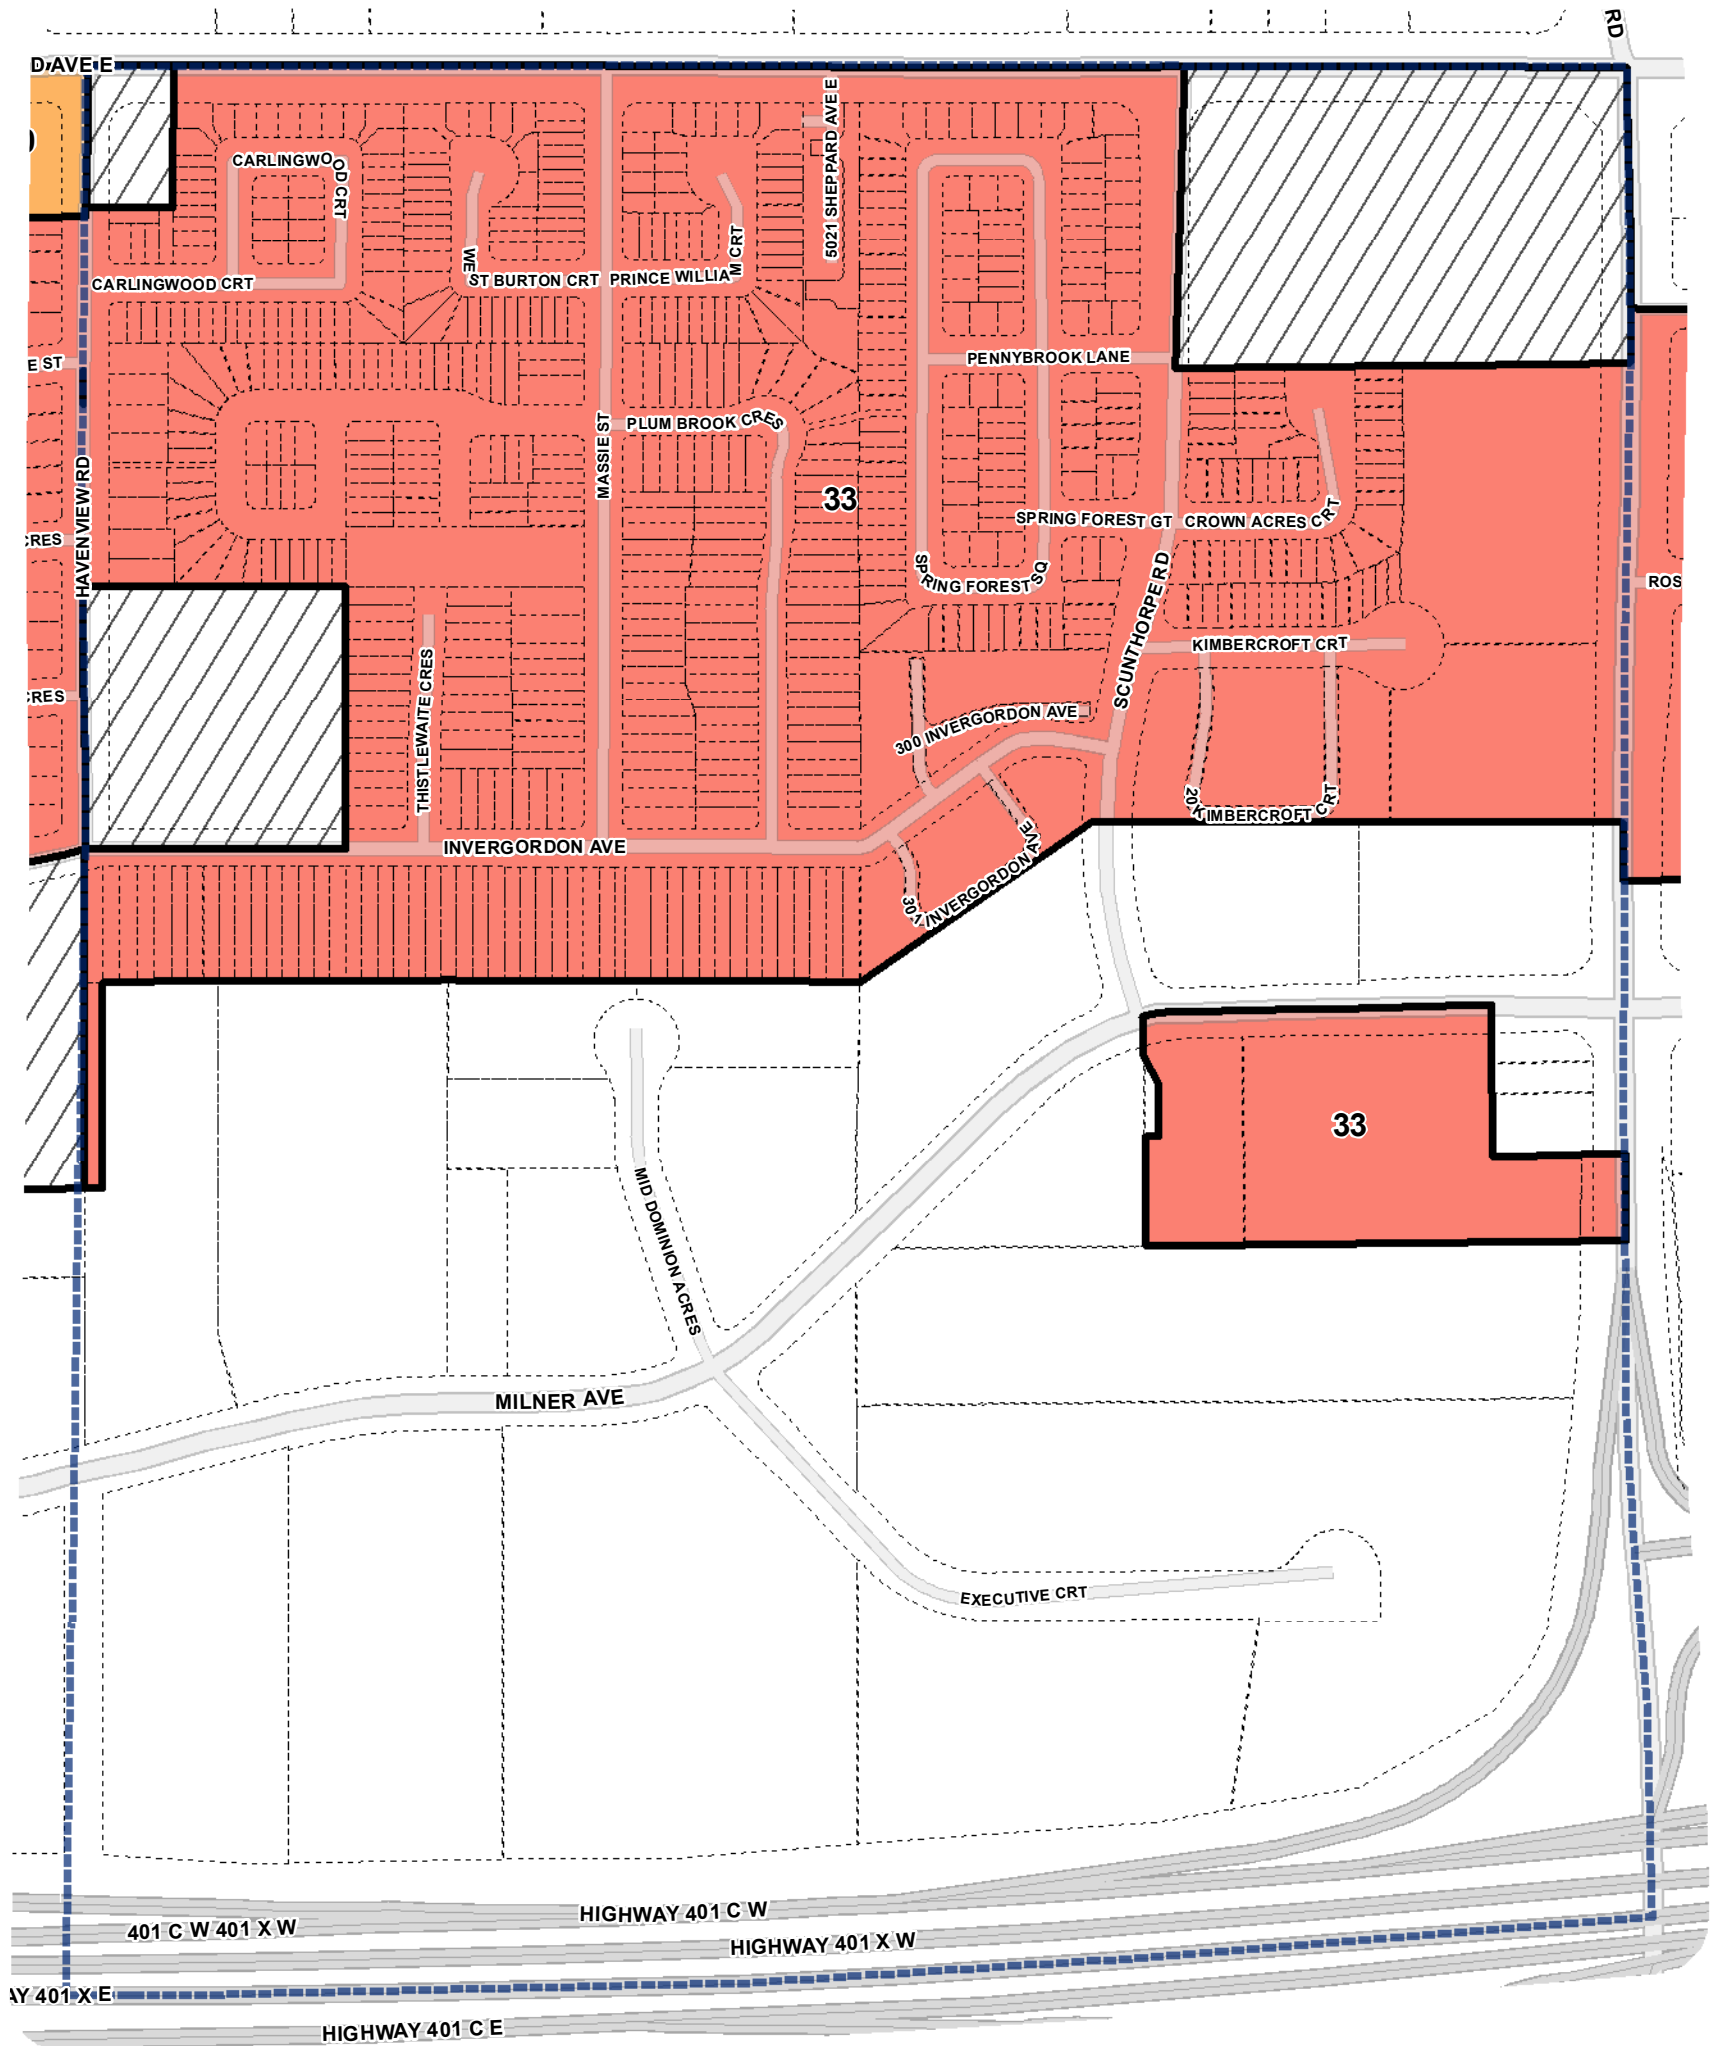 RD
D AVE E
CARLINGWOOD CRT
5021 SHEPPARD AVE E
CARLINGWOOD CRT
WEST BURTON CRT
PRINCE WILLIAM CRT
E ST
PENNYBROOK LANE
PLUM BROOK CRES
MASSIE ST
HAVENVIEW RD
33
SPRING FOREST GT
CROWN ACRES CRT
CRES
SPRING FOREST SQ
ROS
SCUNTHORPE RD
KIMBERCROFT CRT
CRES
THISTLEWAITE CRES
300 INVERGORDON AVE
20 KIMBERCROFT CRT
INVERGORDON AVE
301 INVERGORDON AVE
33
MID DOMINION ACRES
MILNER AVE
EXECUTIVE CRT
HIGHWAY 401 C W
401 C W 401 X W
HIGHWAY 401 X W
AY 401 X E
HIGHWAY 401 C E